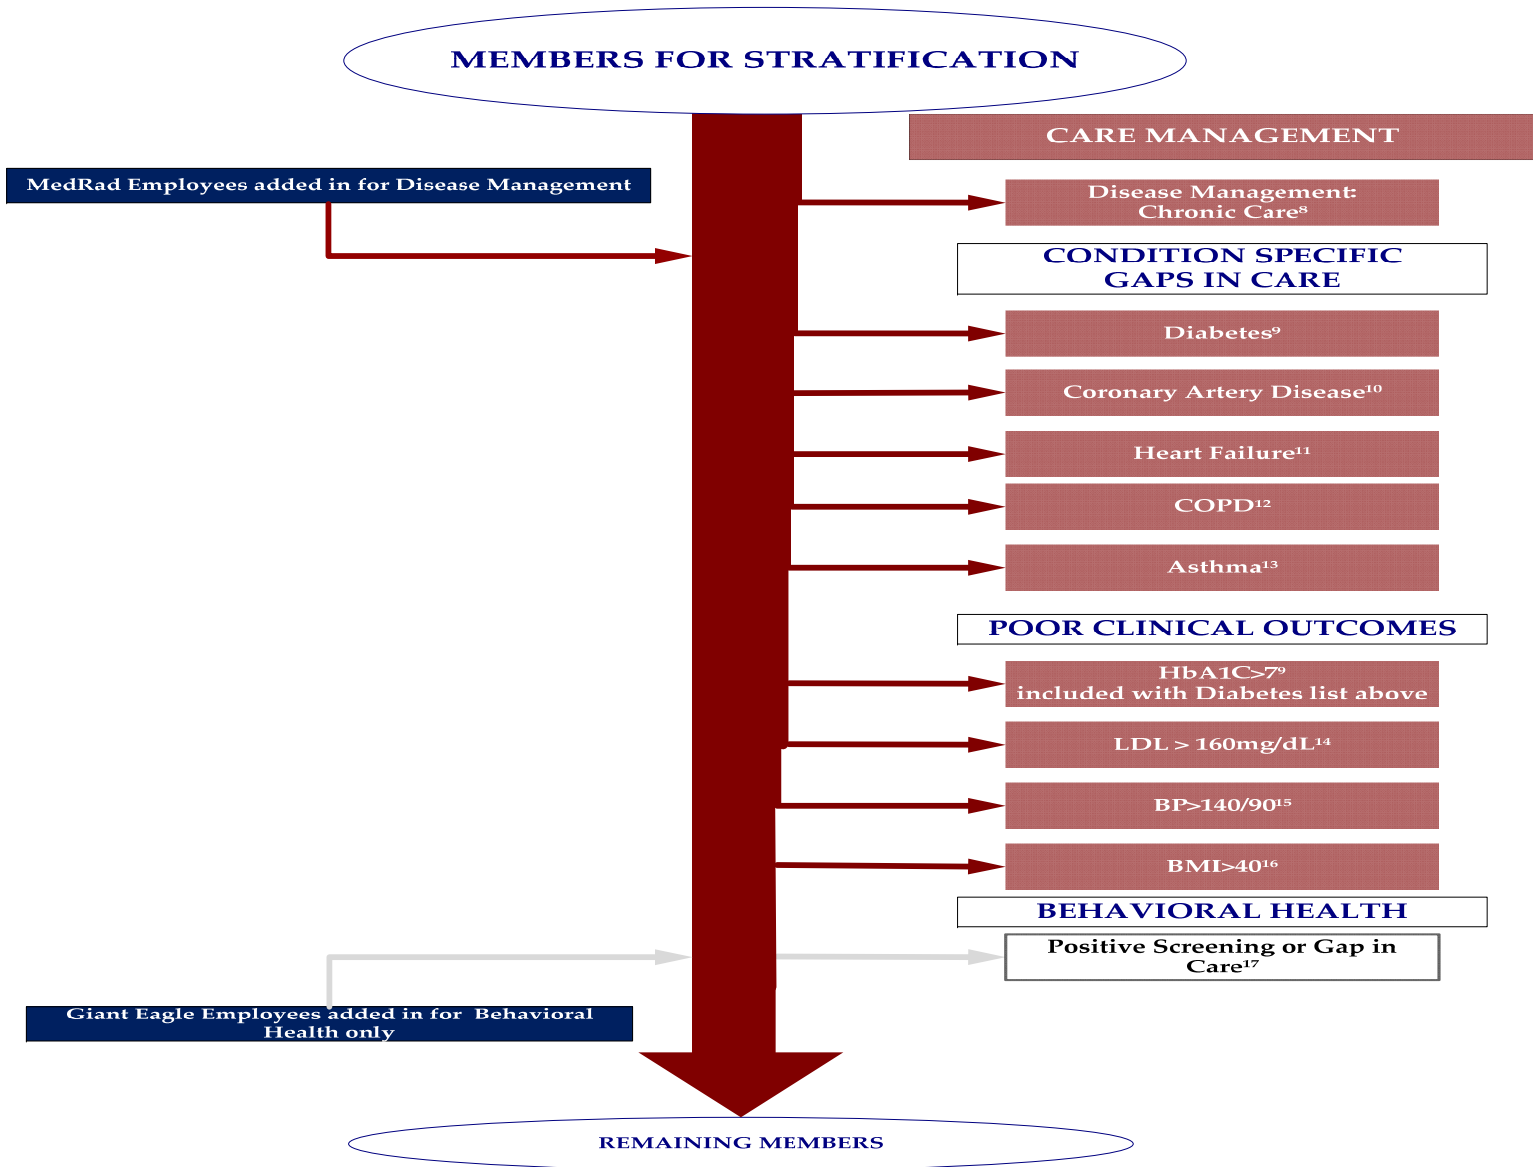 MEMBERS FOR STRATIFICATION
CARE MANAGEMENT
MedRad Employees added in for Disease Management
Disease Management:
Chronic Care⁸
CONDITION SPECIFIC
GAPS IN CARE
Diabetes⁹
Coronary Artery Disease¹⁰
Heart Failure¹¹
COPD¹²
Asthma¹³
POOR CLINICAL OUTCOMES
HbA1C>7⁹
included with Diabetes list above
LDL > 160mg/dL¹⁴
BP>140/90¹⁵
BMI>40¹⁶
BEHAVIORAL HEALTH
Positive Screening or Gap in
Care¹⁷
Giant Eagle Employees added in for  Behavioral
Health only
REMAINING MEMBERS